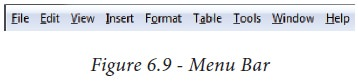 File Edit View Insert Format Table Tools Window Help
Figure 6.9 - Menu Bar